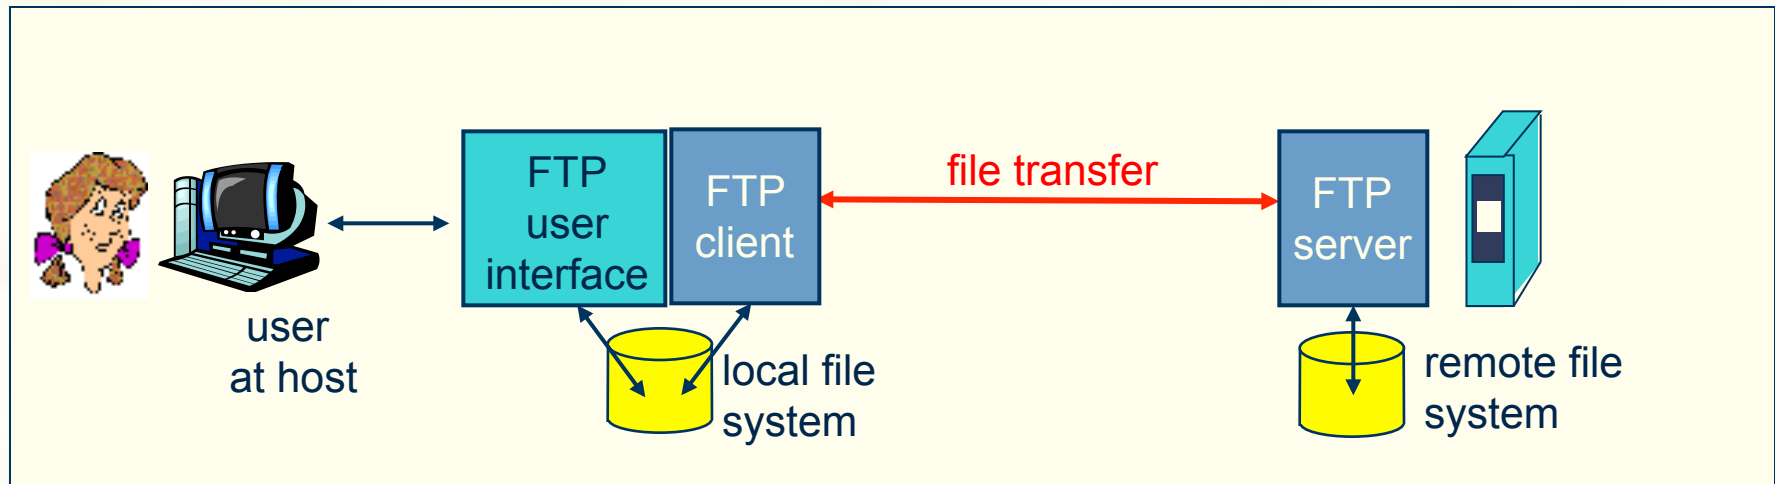 user
at host
FTP
user
interface
FTP
client
local file
system
file transfer
FTP
server
remote file
system